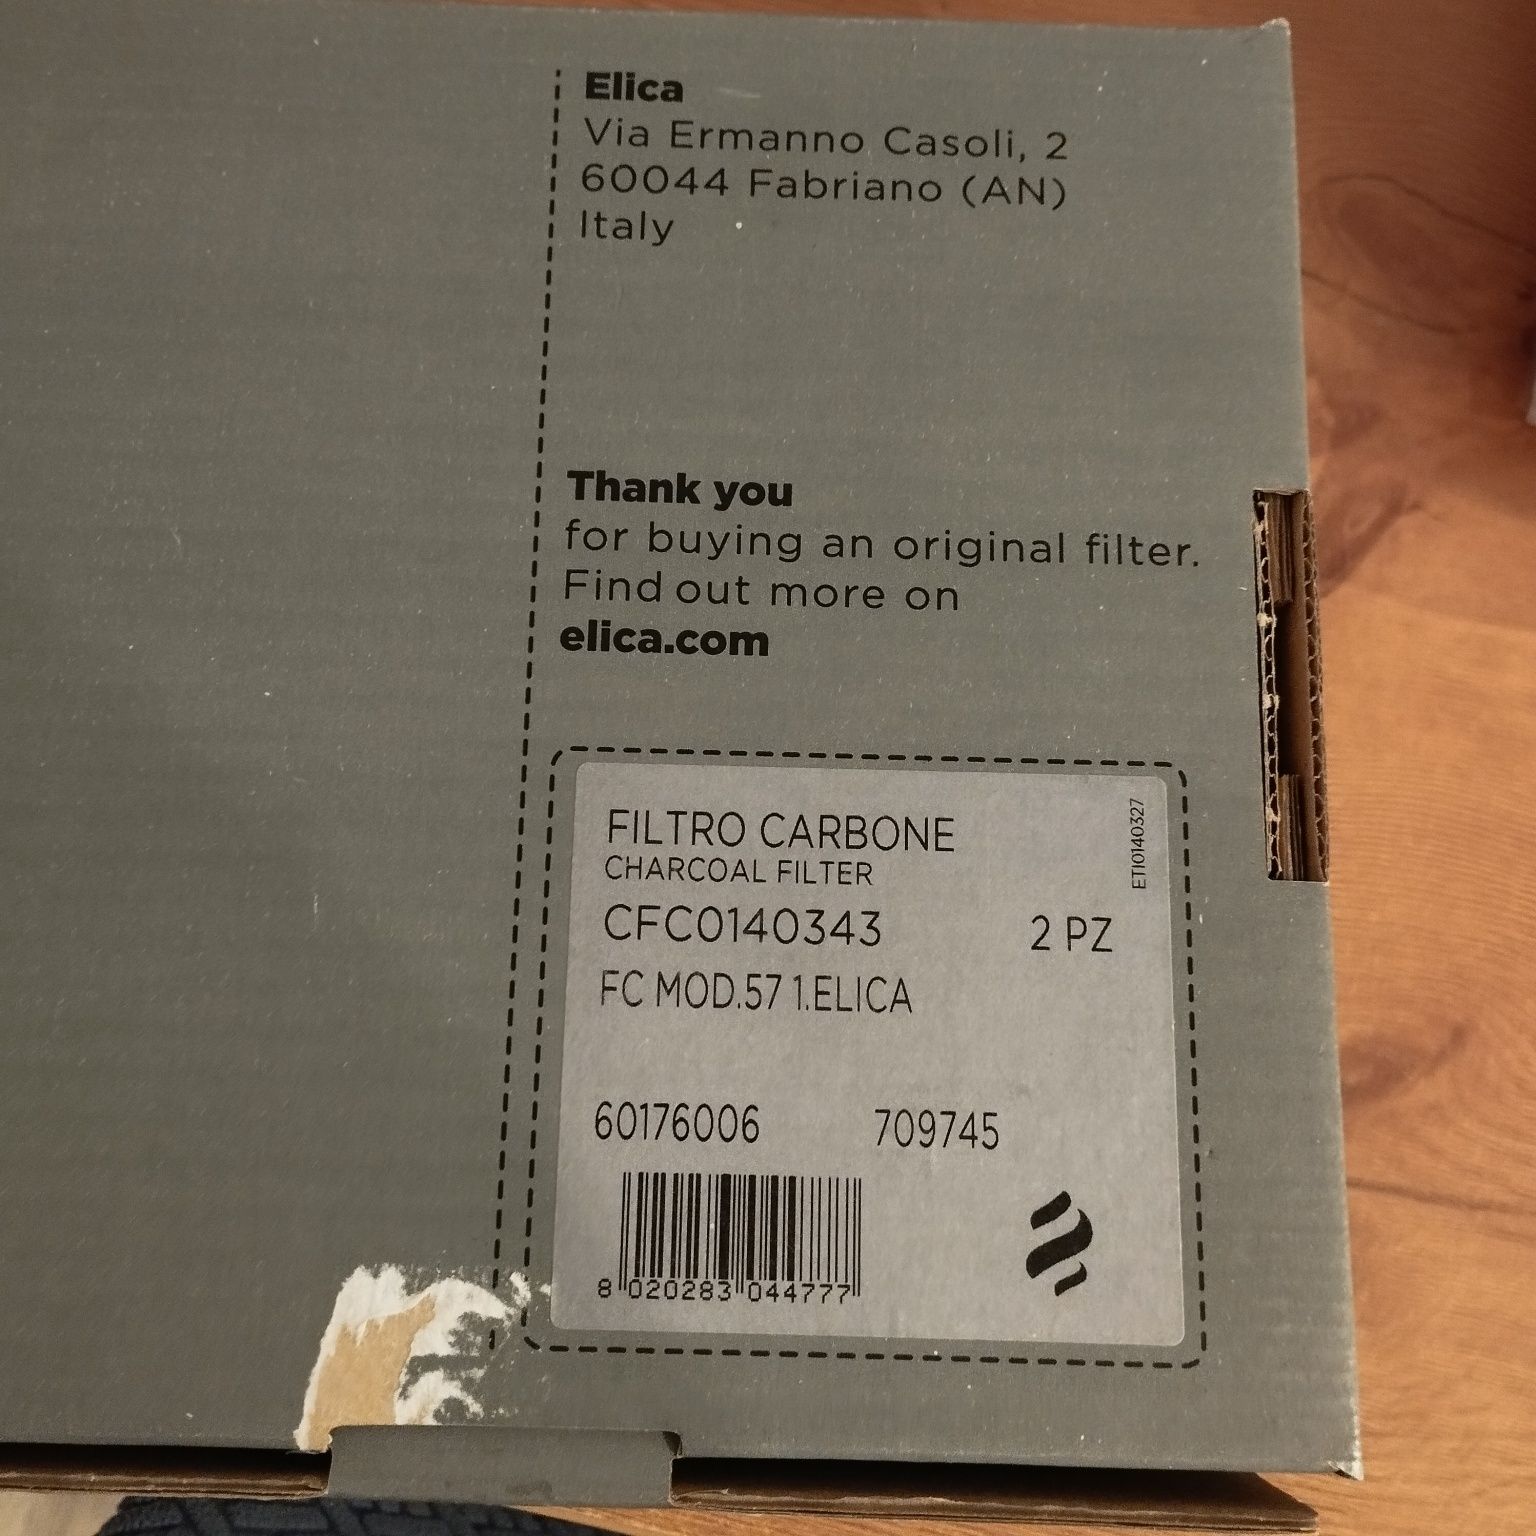 Elica
Via Ermanno Casoli, 2
60044 Fabriano (AN)
Italy
Thank you
for buying an original filter.
Find out more on
elica.com
FILTRO CARBONE
CHARCOAL FILTER
ETI0140327
CFC0140343 2 PZ
FC MOD.57 1.ELICA
60176006 709745
8 020283 044777